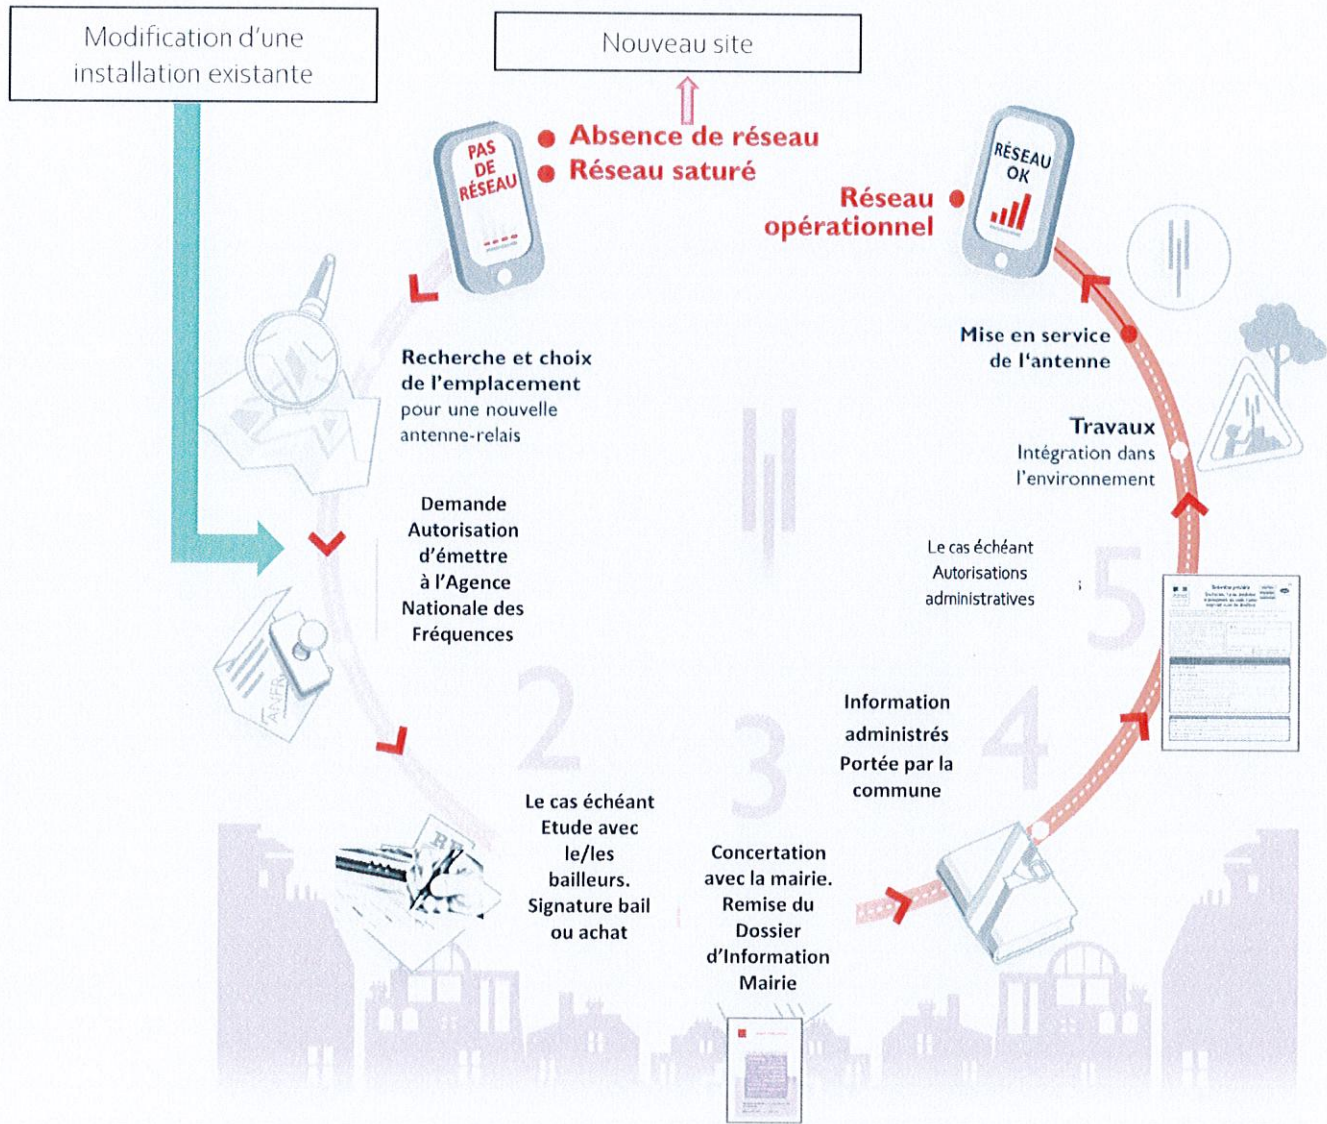 Modification d'une
installation existante
Nouveau site
PAS
DE
RÉSEAU
Absence de réseau
Réseau saturé
RÉSEAU
OK
Réseau
opérationnel
Mise en service
de l'antenne
Recherche et choix
de l'emplacement
pour une nouvelle
antenne-relais
Travaux
Intégration dans
l'environnement
Demande
Autorisation
d'émettre
à l'Agence
Nationale des
Fréquences
ANFR
Le cas échéant
Autorisations
administratives
5
2
3
4
Information
administrés
Portée par la
commune
Le cas échéant
Etude avec
le/les
bailleurs.
Signature bail
ou achat
Concertation
avec la mairie.
Remise du
Dossier
d'Information
Mairie